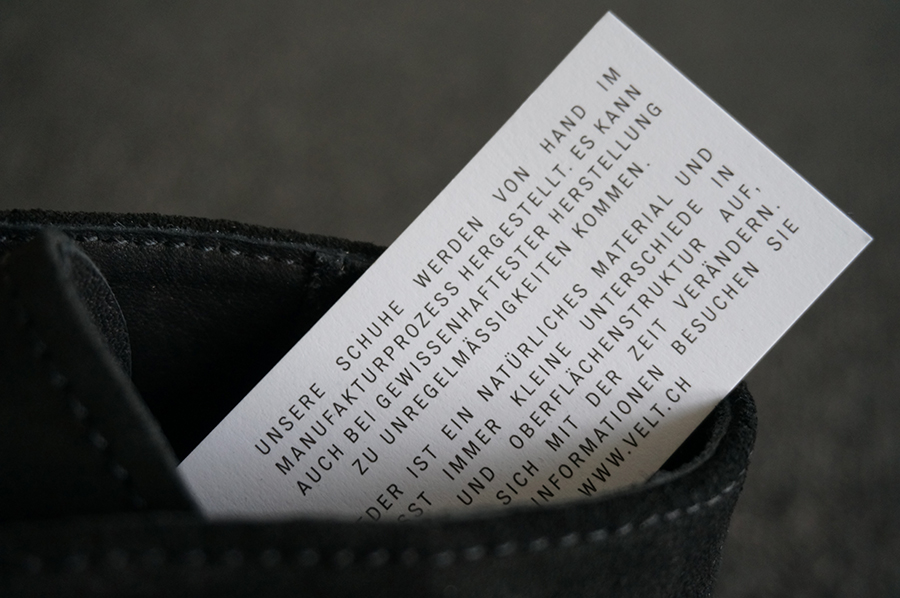 UNSERE SCHUHE WERDEN VON HAND IM
MANUFAKTURPROZESS HERGESTELLT. ES KANN
AUCH BEI GEWISSENHAFTESTER HERSTELLUNG
ZU UNREGELMÄSSIGKEITEN KOMMEN.
EDER IST EIN NATÜRLICHES MATERIAL UND
ST IMMER KLEINE UNTERSCHIEDE IN
UND OBERFLÄCHENSTRUKTUR AUF,
SICH MIT DER ZEIT VERÄNDERN.
INFORMATIONEN BESUCHEN SIE
WWW.VELT.CH